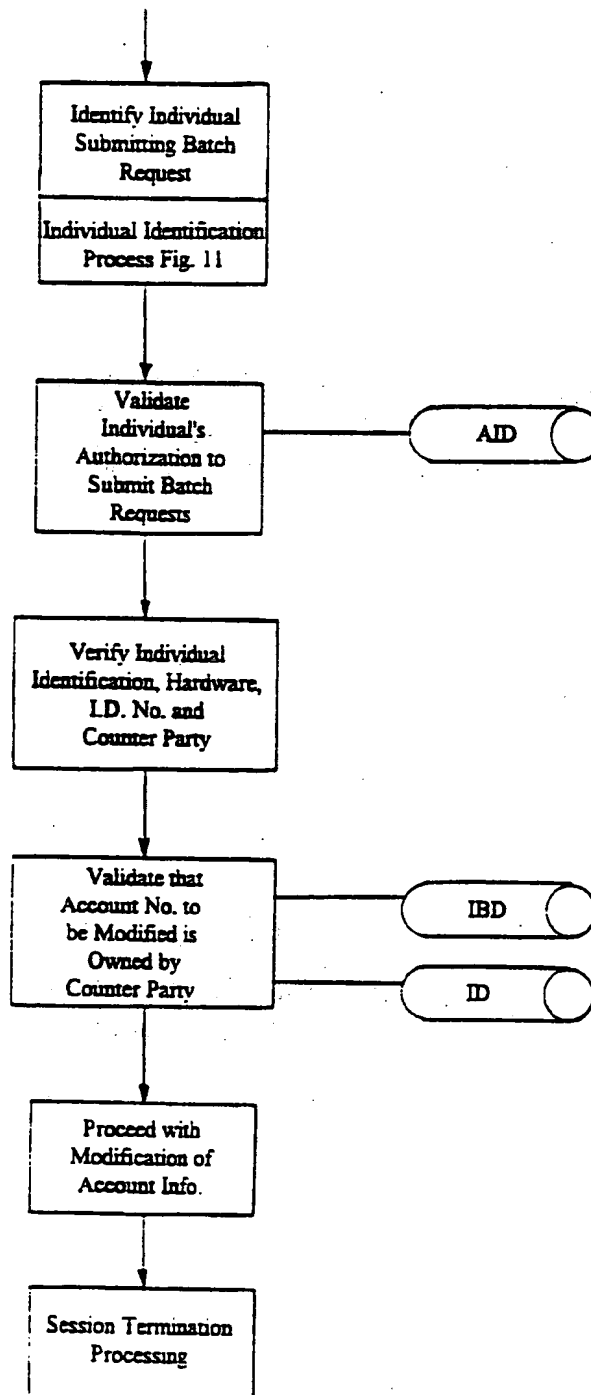 Identify Individual
Submitting Batch
Request
Individual Identification
Process Fig. 11
Validate
Individual's
Authorization to
Submit Batch
Requests
AID
Verify Individual
Identification, Hardware,
I.D. No. and
Counter Party
Validate that
Account No. to
be Modified is
Owned by
Counter Party
IBD
ID
Proceed with
Modification of
Account Info.
Session Termination
Processing